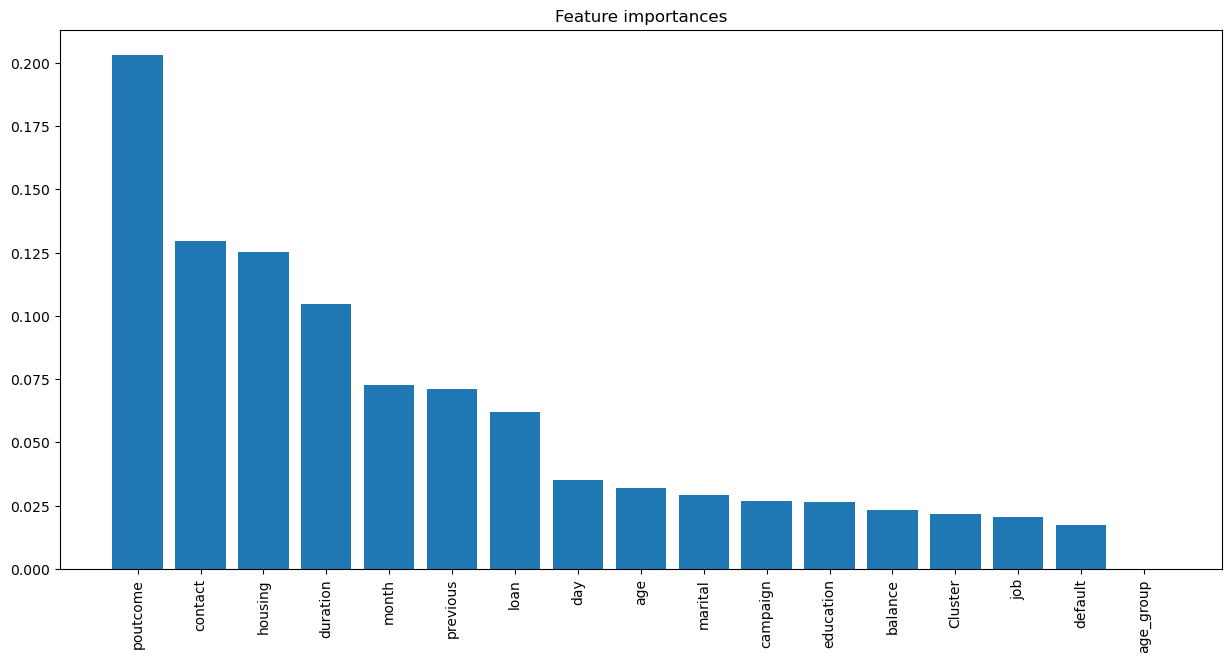 Feature importances
0.200
0.175
0.150
0.125
0.100
0.075
0.050
0.025
0.000
poutcome
contact
housing
duration
month
previous
loan
day
age
marital
campaign
education
balance
Cluster
job
default
age_group